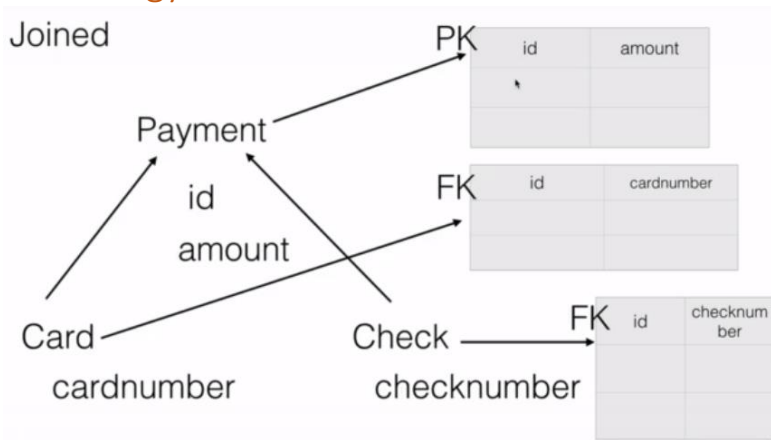 Joined
PK
id amount
Payment
FK
id cardnumber
id
amount
Card
Check
FK
id
checknum
ber
cardnumber
checknumber